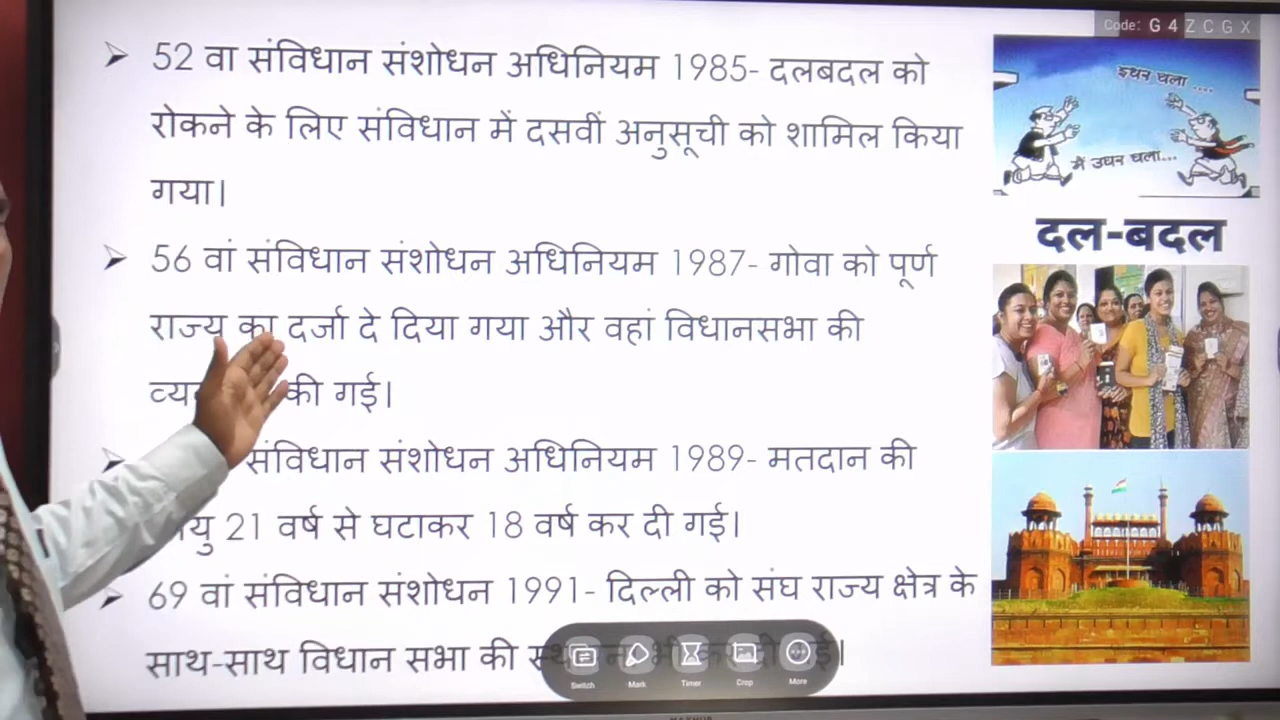 Code: G 4 Z C G X
52 वा संविधान संशोधन अधिनियम 1985- दलबदल को
रोकने के लिए संविधान में दसवीं अनुसूची को शामिल किया
गया।
56 वां संविधान संशोधन अधिनियम 1987- गोवा को पूर्ण
राज्य का दर्जा दे दिया गया और वहां विधानसभा की
की गई।
संविधान संशोधन अधिनियम 1989- मतदान की
21 वर्ष से घटाकर 18 वर्ष कर दी गई।
69 वां संविधान संशोधन 1991- दिल्ली को संघ राज्य क्षेत्र के
साथ-साथ विधान सभा की
इधर चला ....
मैं उधर चला...
दल-बदल
Switch Mark Timer Crop More